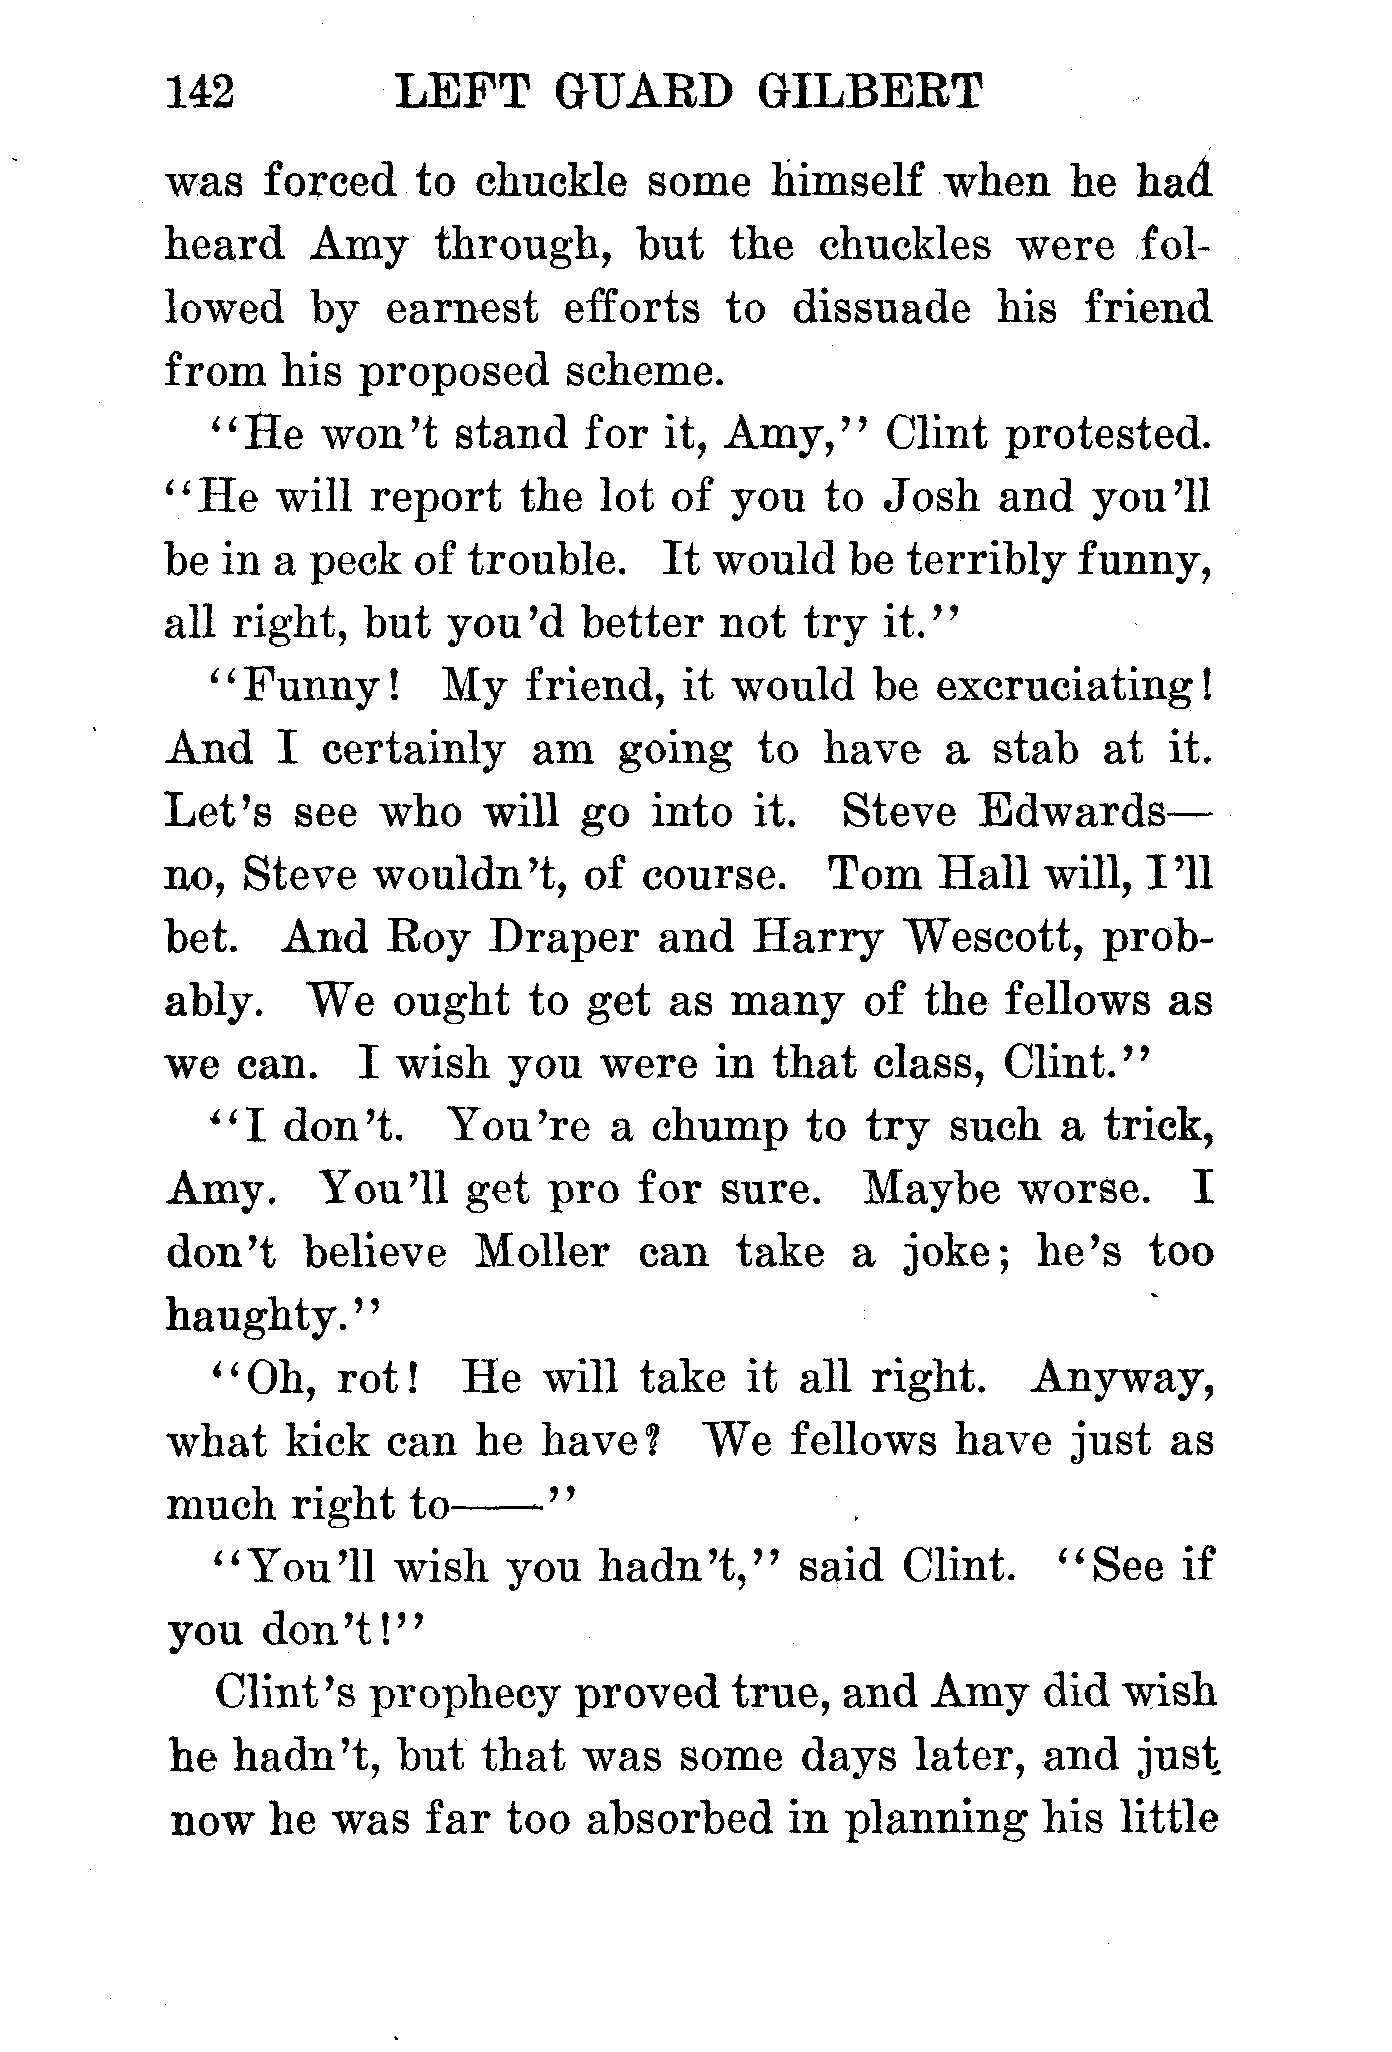 142 LEFT GUARD GILBERT
was forced to chuckle some himself when he had
heard Amy through, but the chuckles were fol-
lowed by earnest efforts to dissuade his friend
from his proposed scheme.
"He won't stand for it, Amy," Clint protested.
"He will report the lot of you to Josh and you'll
be in a peck of trouble. It would be terribly funny,
all right, but you'd better not try it."
"Funny! My friend, it would be excruciating!
And I certainly am going to have a stab at it.
Let's see who will go into it. Steve Edwards—
no, Steve wouldn't, of course. Tom Hall will, I'll
bet. And Roy Draper and Harry Wescott, prob-
ably. We ought to get as many of the fellows as
we can. I wish you were in that class, Clint."
"I don't. You're a chump to try such a trick,
Amy. You'll get pro for sure. Maybe worse. I
don't believe Moller can take a joke; he's too
haughty."
"Oh, rot! He will take it all right. Anyway,
what kick can he have? We fellows have just as
much right to——"
"You'll wish you hadn't," said Clint. "See if
you don't!"
Clint's prophecy proved true, and Amy did wish
he hadn't, but that was some days later, and just
now he was far too absorbed in planning his little